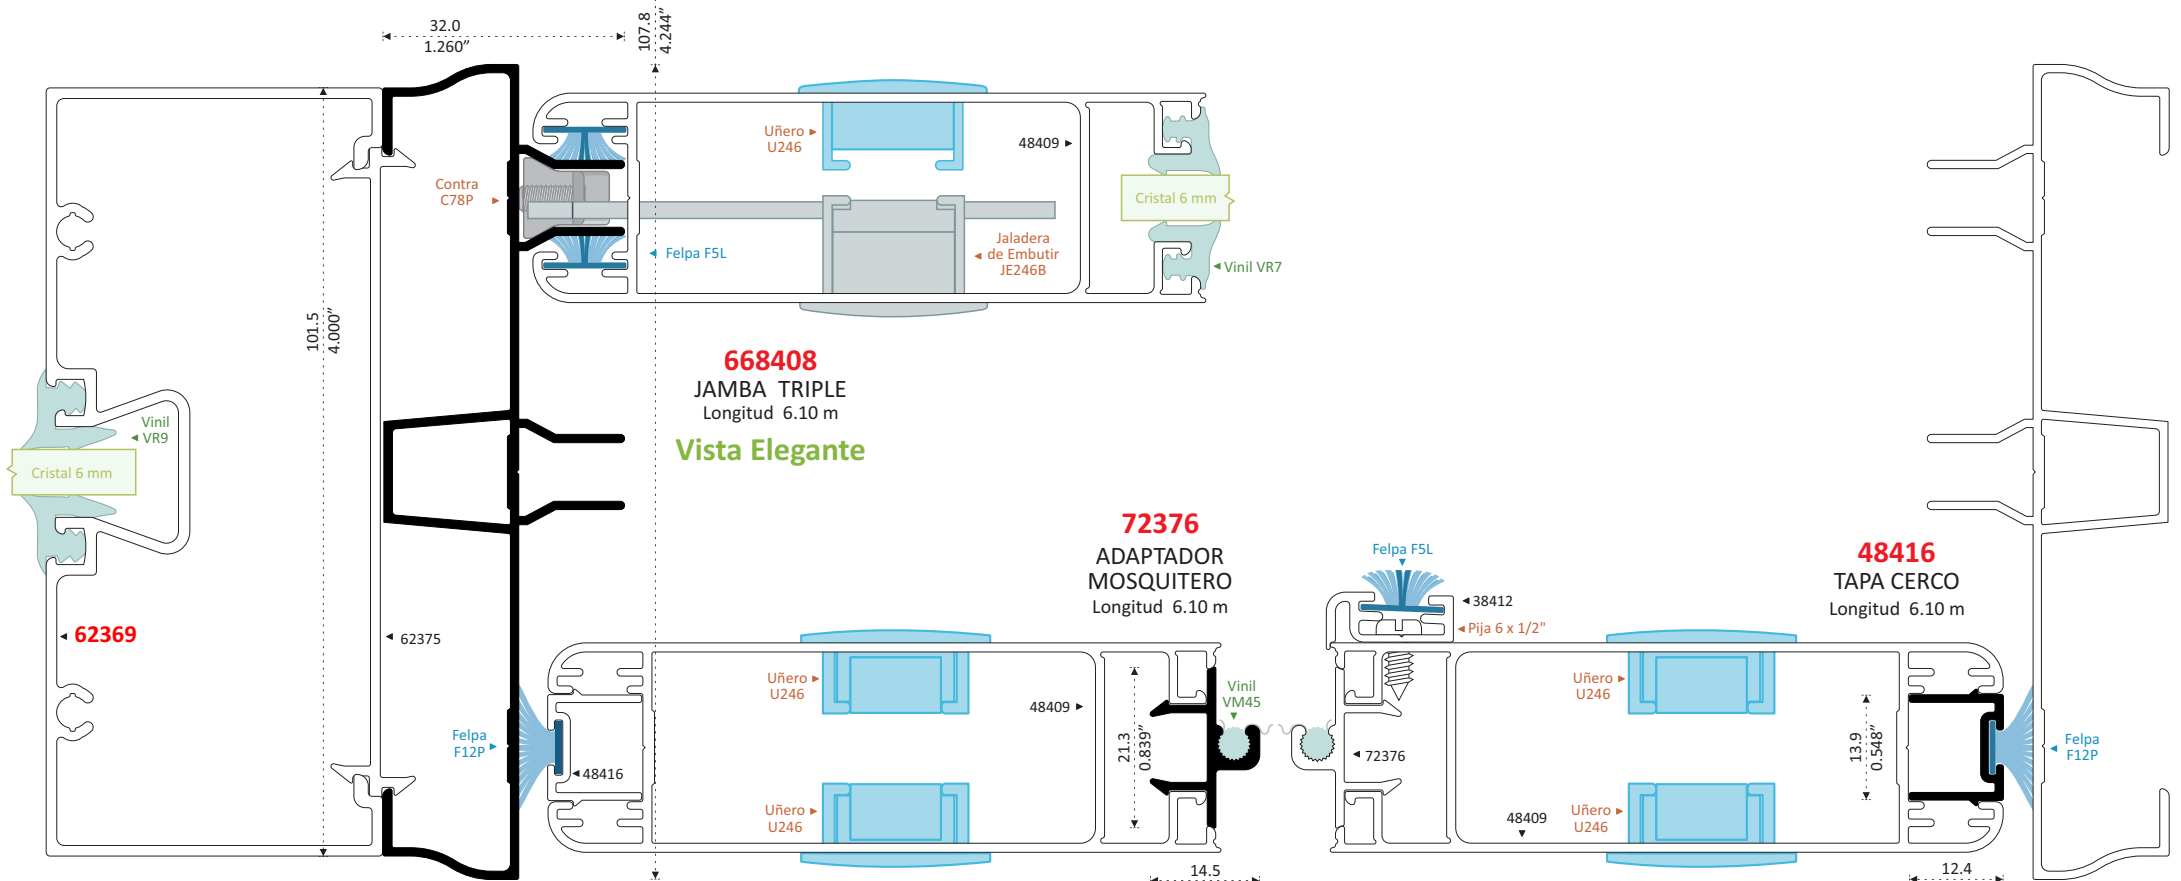 32.0
1.260”
107.8
4.244”
Uñero
U246
48409
Contra
C78P
Cristal 6 mm
Felpa F5L
Jaladera
de Embutir
JE246B
Vinil VR7
101.5
4.000”
668408
JAMBA TRIPLE
Longitud 6.10 m
Vista Elegante
Vinil
VR9
Cristal 6 mm
72376
ADAPTADOR
MOSQUITERO
Longitud 6.10 m
Felpa F5L
48416
TAPA CERCO
Longitud 6.10 m
38412
Pija 6 x 1/2"
62369
62375
Uñero
U246
48409
Vinil
VM45
Uñero
U246
21.3
0.839”
13.9
0.548”
Felpa
F12P
48416
72376
Felpa
F12P
Uñero
U246
48409
Uñero
U246
14.5
12.4